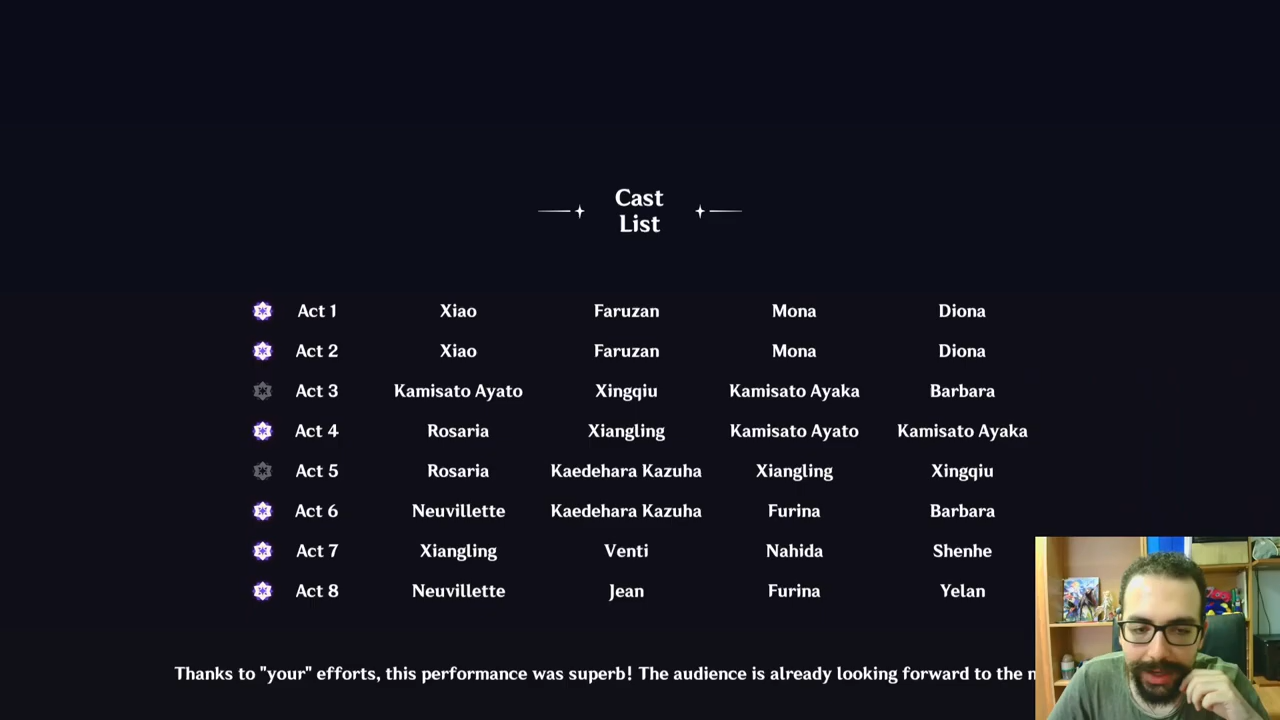 Cast
List
Act 1 Xiao Faruzan Mona Diona
Act 2 Xiao Faruzan Mona Diona
Act 3 Kamisato Ayato Xingqiu Kamisato Ayaka Barbara
Act 4 Rosaria Xiangling Kamisato Ayato Kamisato Ayaka
Act 5 Rosaria Kaedehara Kazuha Xiangling Xingqiu
Act 6 Neuvillette Kaedehara Kazuha Furina Barbara
Act 7 Xiangling Venti Nahida Shenhe
Act 8 Neuvillette Jean Furina Yelan
Thanks to "your" efforts, this performance was superb! The audience is already looking forward to the